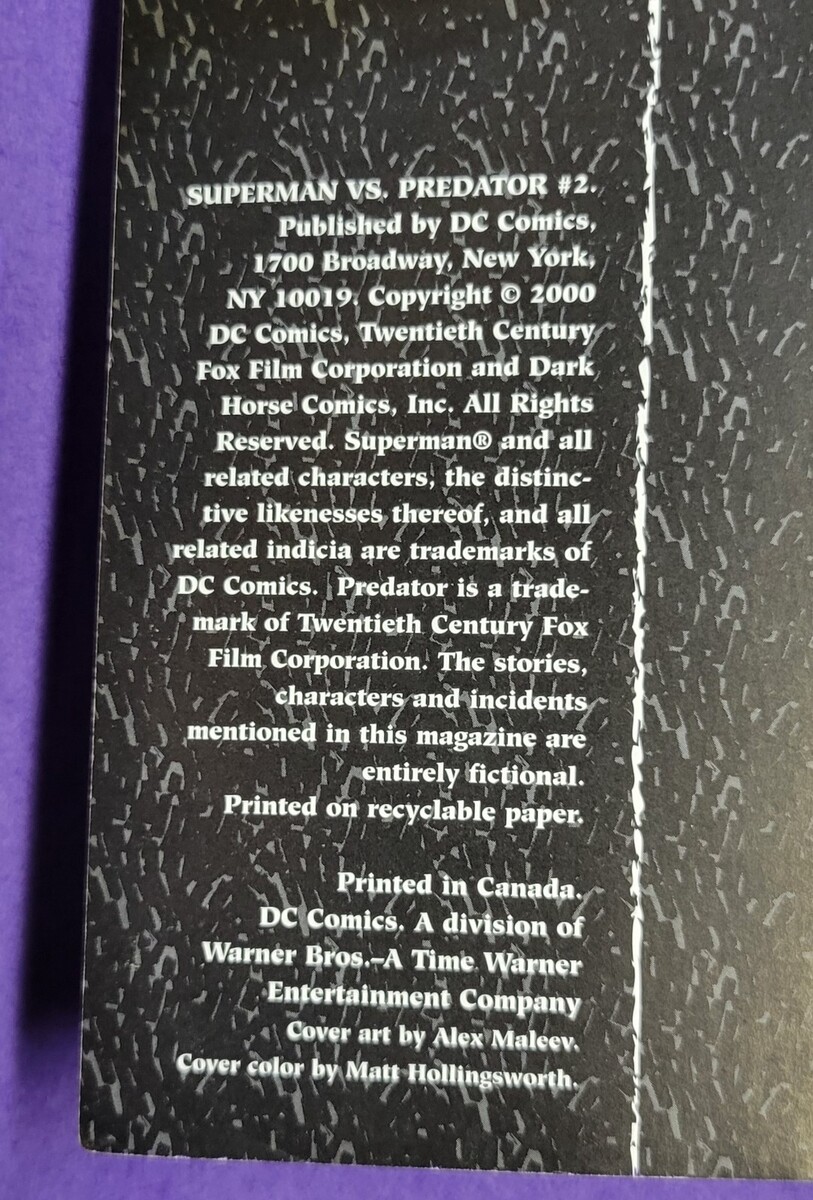 SUPERMAN VS. PREDATOR #2.
Published by DC Comics,
1700 Broadway, New York,
NY 10019. Copyright © 2000
DC Comics, Twentieth Century
Fox Film Corporation and Dark
Horse Comics, Inc. All Rights
Reserved. Superman® and all
related characters, the distinc-
tive likenesses thereof, and all
related indicia are trademarks of
DC Comics. Predator is a trade-
mark of Twentieth Century Fox
Film Corporation. The stories,
characters and incidents
mentioned in this magazine are
entirely fictional.
Printed on recyclable paper.
Printed in Canada.
DC Comics. A division of
Warner Bros.–A Time Warner
Entertainment Company
Cover art by Alex Maleev.
Cover color by Matt Hollingsworth.